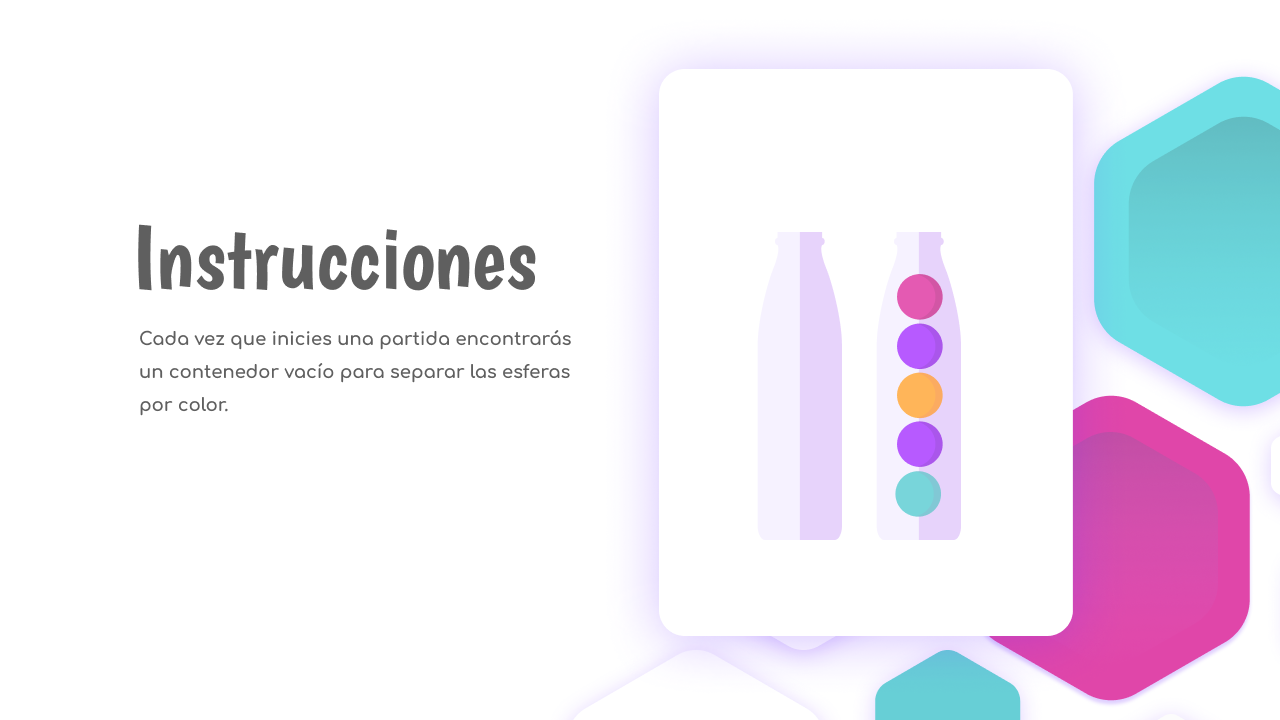 Instrucciones
Cada vez que inicies una partida encontrarás
un contenedor vacío para separar las esferas
por color.